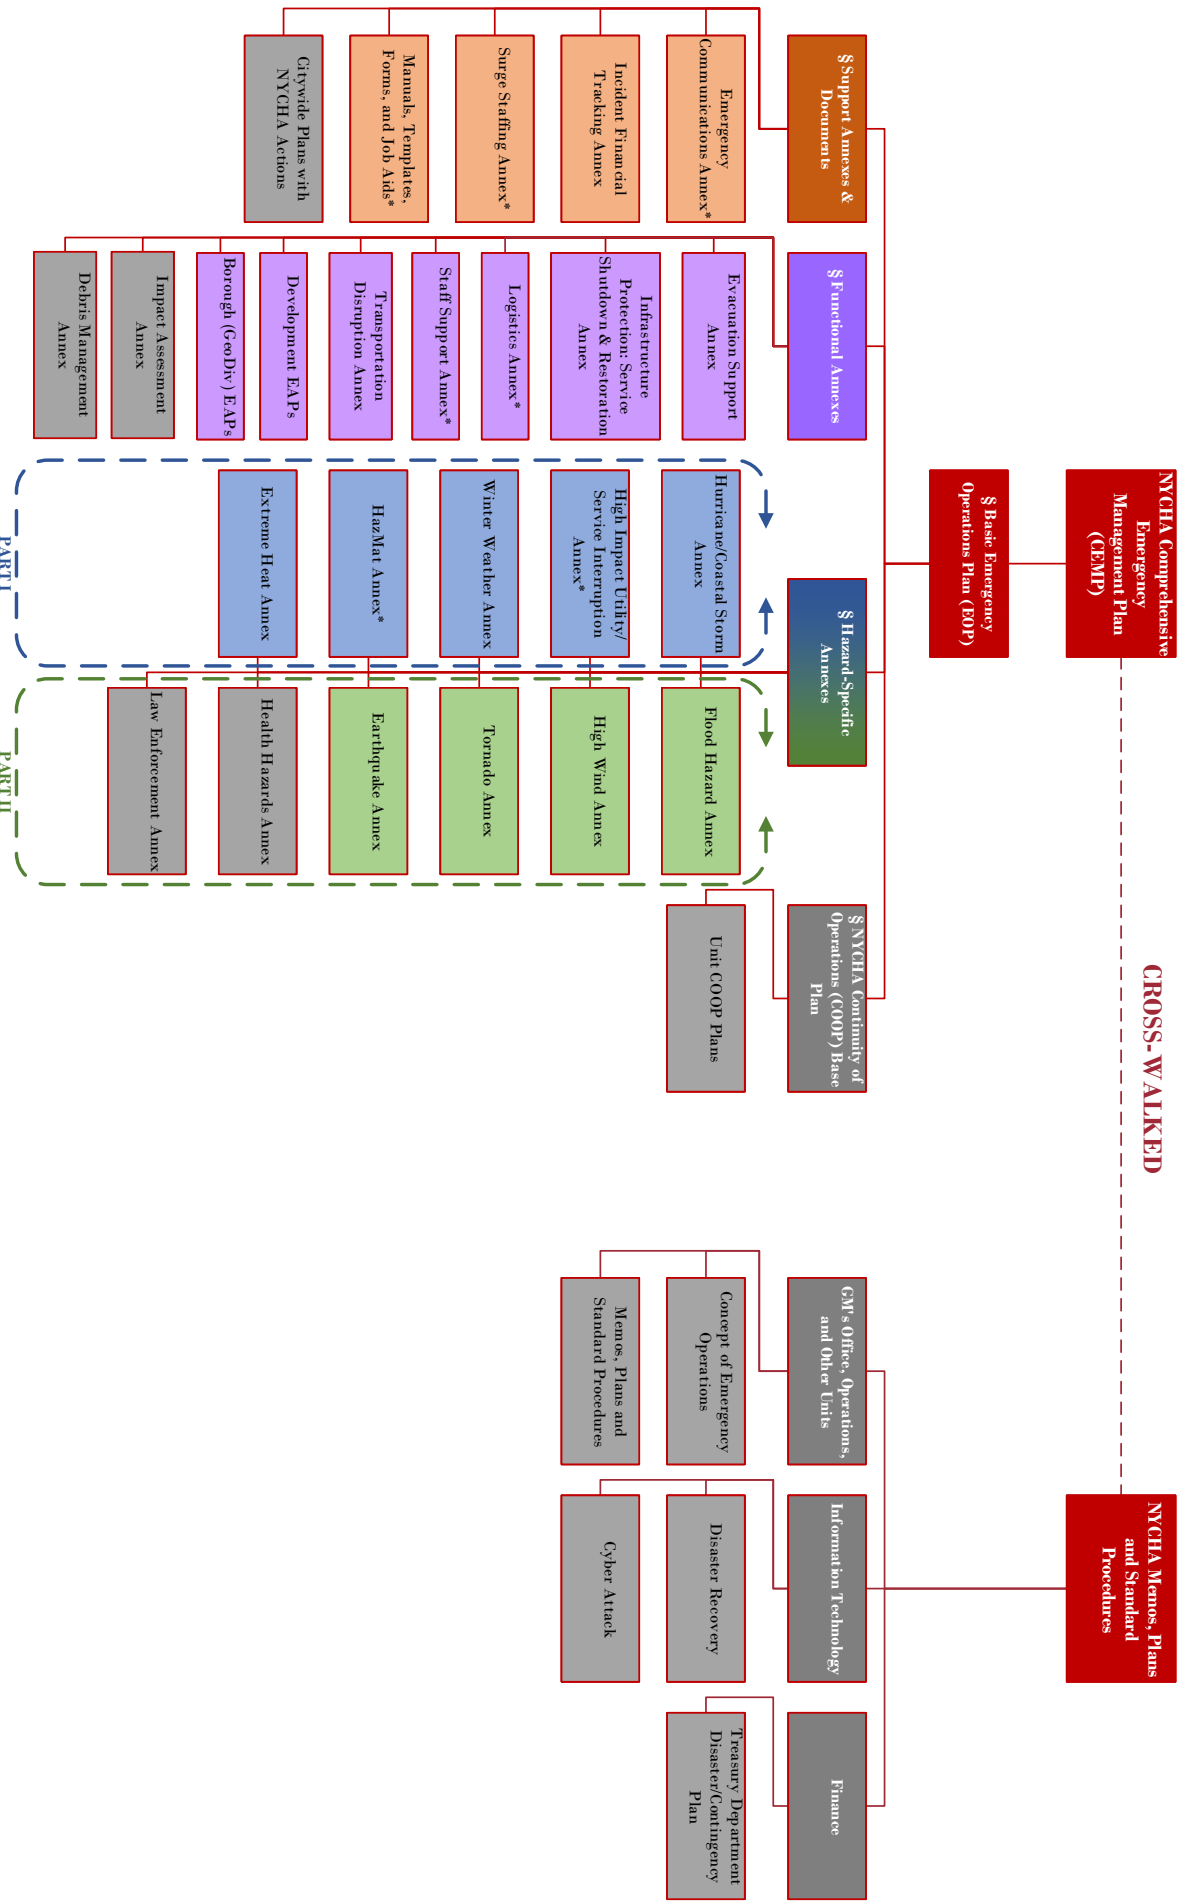 NYCHA Comprehensive
Emergency
Management Plan
(CEMP)
CROSS-WALKED
NYCHA Memos, Plans
and Standard
Procedures
§ Basic Emergency
Operations Plan (EOP)
§ Support Annexes &
Documents
§ Functional Annexes
§ Hazard-Specific
Annexes
§ NYCHA Continuity of
Operations (COOP) Base
Plan
GM's Office, Operations,
and Other Units
Information Technology
Finance
Emergency
Communications Annex*
Incident Financial
Tracking Annex
Surge Staffing Annex*
Manuals, Templates,
Forms, and Job Aids*
Citywide Plans with
NYCHA Actions
Evacuation Support
Annex
Infrastructure
Protection: Service
Shutdown & Restoration
Annex
Logistics Annex*
Staff Support Annex*
Transportation
Disruption Annex
Development EAPs
Borough (GeoDiv) EAPs
Impact Assessment
Annex
Debris Management
Annex
Hurricane/Coastal Storm
Annex
High Impact Utility/
Service Interruption
Annex*
Winter Weather Annex
HazMat Annex*
Extreme Heat Annex
PART I
Flood Hazard Annex
High Wind Annex
Tornado Annex
Earthquake Annex
Health Hazards Annex
Law Enforcement Annex
PART II
Unit COOP Plans
Concept of Emergency
Operations
Memos, Plans and
Standard Procedures
Disaster Recovery
Cyber Attack
Treasury Department
Disaster/Contingency
Plan